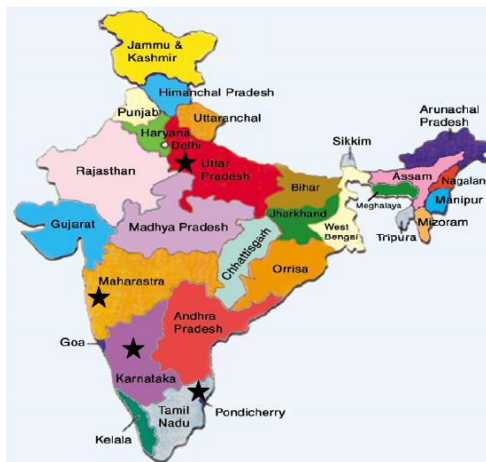 Jammu &
Kashmir
Himanchal Pradesh
Punjab
Uttaranchal
Haryana
Delhi
Arunachal
Pradesh
Sikkim
Rajasthan
Uttar
Pradesh
Assam
Nagalan
Bihar
Meghalaya
Manipur
Gujarat
Madhya Pradesh
Jharkhand
West
Bengal
Tripura
Mizoram
Chhattisgarh
Orrisa
Maharastra
Andhra
Pradesh
Goa
Karnataka
Pondicherry
Tamil
Nadu
Kelala